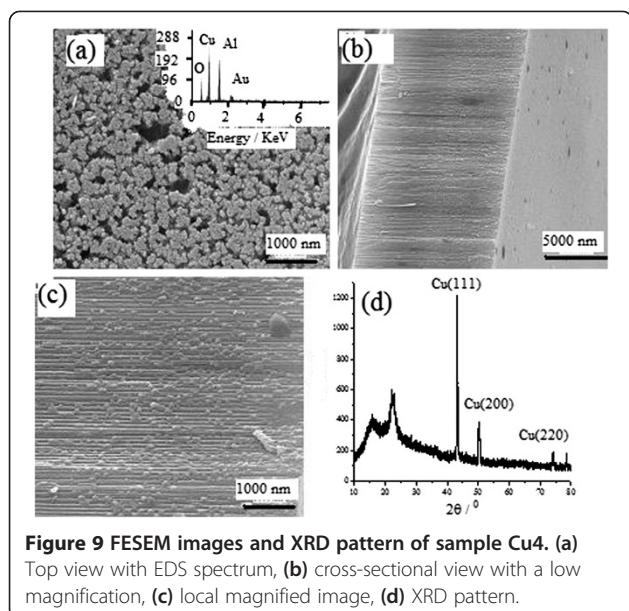 (a)
288
192
96
0
Cu
Al
O
Au
0 2 4 6
Energy / KeV
1000 nm
(b)
5000 nm
(c)
1000 nm
(d)
Cu(111)
Cu(200)
Cu(220)
1200
1000
800
600
400
200
10 20 30 40 50 60 70 80
2θ / 0
Figure 9 FESEM images and XRD pattern of sample Cu4. (a)
Top view with EDS spectrum, (b) cross-sectional view with a low
magnification, (c) local magnified image, (d) XRD pattern.